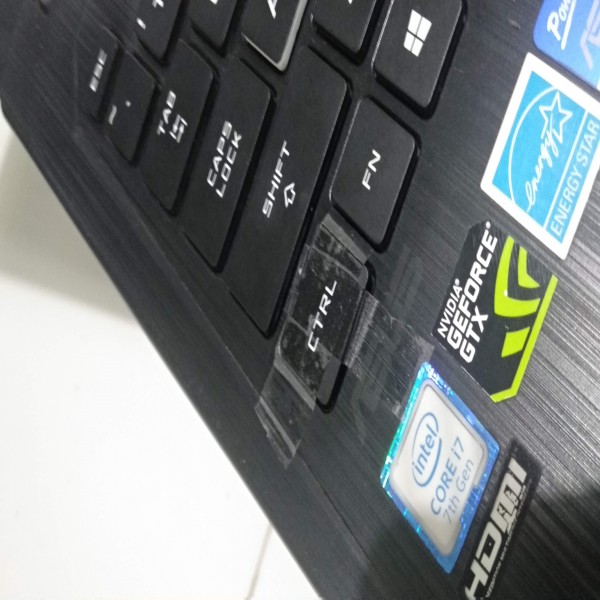 ESC
~
TAB
CAPS
LOCK
SHIFT
CTRL
FN
A
energy
ENERGY STAR
NVIDIA
GEFORCE
GTX
intel
CORE i7
7th Gen
HDMI